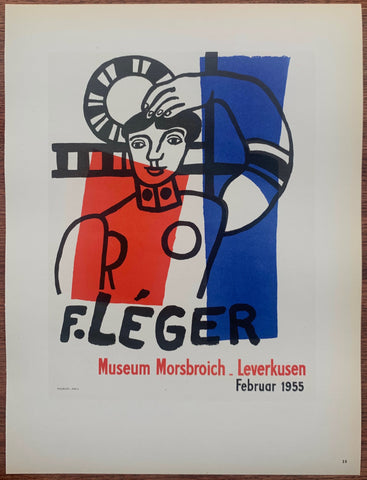 F. LÉGER
Museum Morsbroich - Leverkusen
Februar 1955